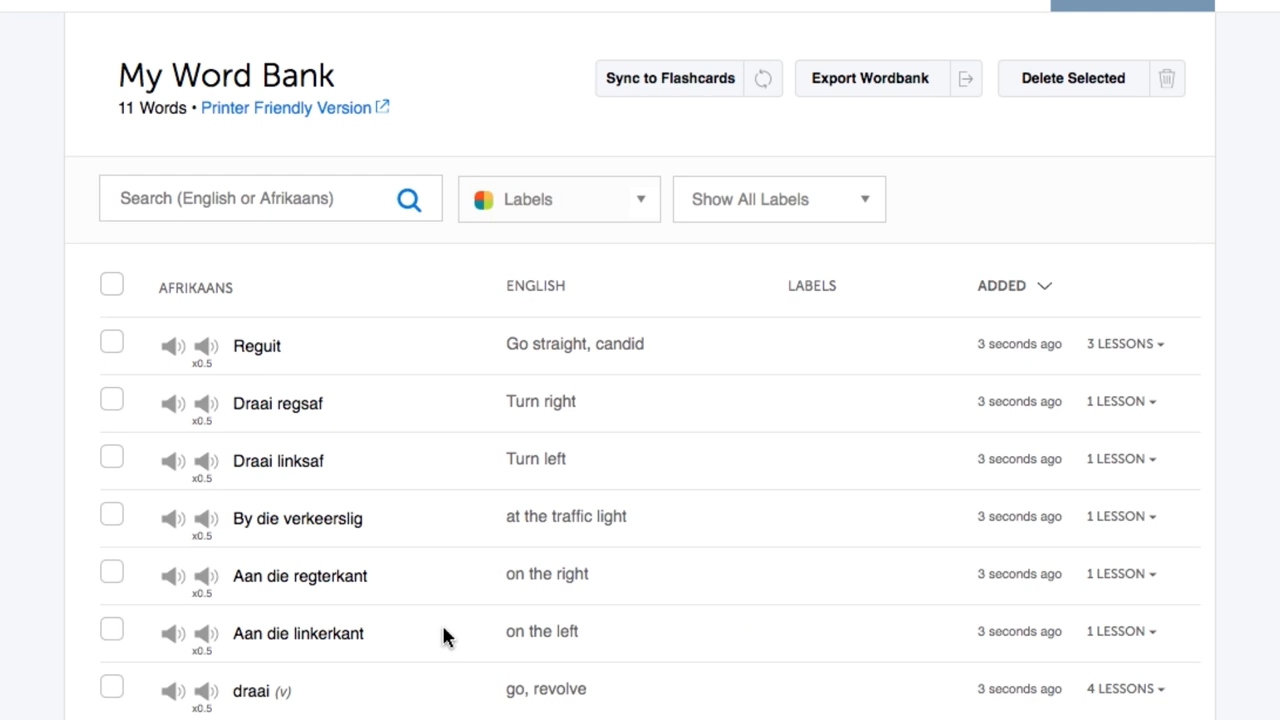 My Word Bank
11 Words • Printer Friendly Version
Sync to Flashcards
Export Wordbank
Delete Selected
Search (English or Afrikaans)
Labels
Show All Labels
AFRIKAANS ENGLISH LABELS ADDED
x0.5 Reguit Go straight, candid 3 seconds ago 3 LESSONS
x0.5 Draai regsaf Turn right 3 seconds ago 1 LESSON
x0.5 Draai linksaf Turn left 3 seconds ago 1 LESSON
x0.5 By die verkeerslig at the traffic light 3 seconds ago 1 LESSON
x0.5 Aan die regterkant on the right 3 seconds ago 1 LESSON
x0.5 Aan die linkerkant on the left 3 seconds ago 1 LESSON
x0.5 draai (v) go, revolve 3 seconds ago 4 LESSONS